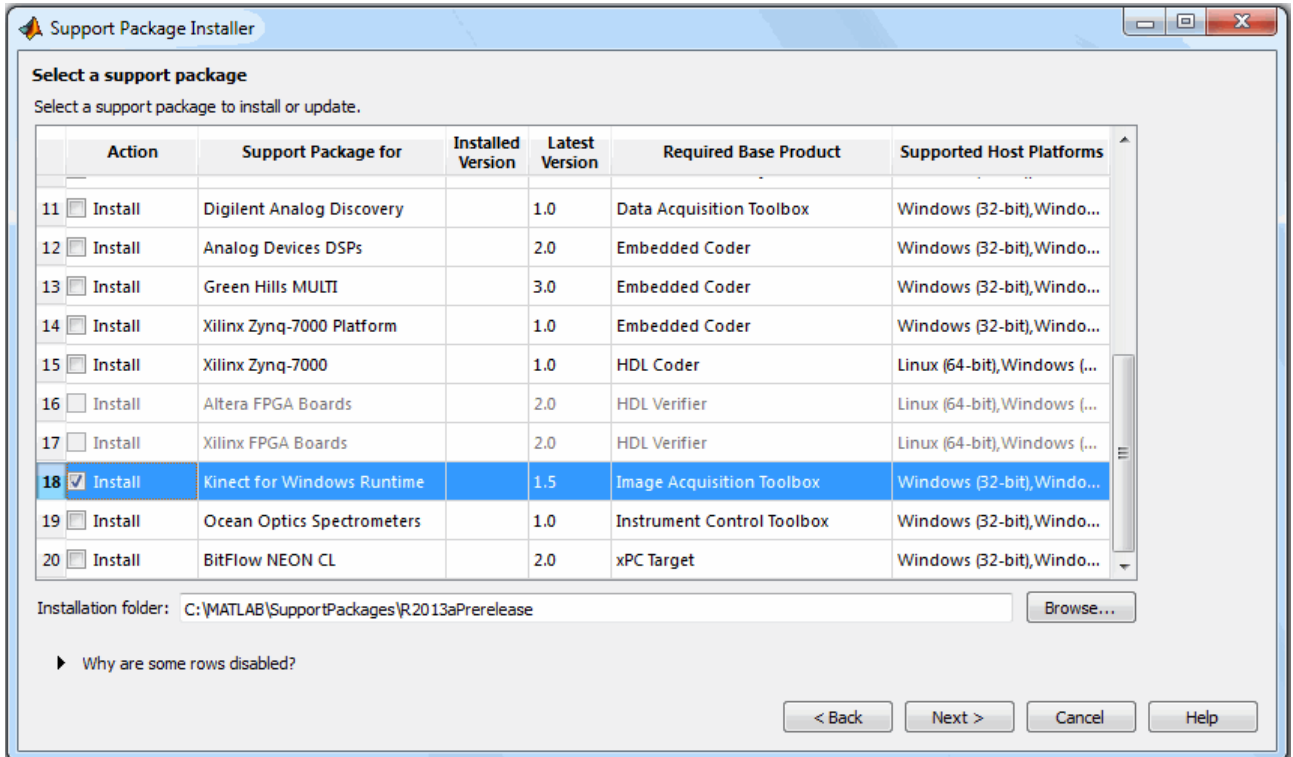 Support Package Installer
Select a support package
Select a support package to install or update.
Action Support Package for Installed Version Latest Version Required Base Product Supported Host Platforms
11 Install Digilent Analog Discovery 1.0 Data Acquisition Toolbox Windows (32-bit),Windo...
12 Install Analog Devices DSPs 2.0 Embedded Coder Windows (32-bit),Windo...
13 Install Green Hills MULTI 3.0 Embedded Coder Windows (32-bit),Windo...
14 Install Xilinx Zynq-7000 Platform 1.0 Embedded Coder Windows (32-bit),Windo...
15 Install Xilinx Zynq-7000 1.0 HDL Coder Linux (64-bit),Windows (...
16 Install Altera FPGA Boards 2.0 HDL Verifier Linux (64-bit),Windows (...
17 Install Xilinx FPGA Boards 2.0 HDL Verifier Linux (64-bit),Windows (...
18 Install Kinect for Windows Runtime 1.5 Image Acquisition Toolbox Windows (32-bit),Windo...
19 Install Ocean Optics Spectrometers 1.0 Instrument Control Toolbox Windows (32-bit),Windo...
20 Install BitFlow NEON CL 2.0 xPC Target Windows (32-bit),Windo...
Installation folder: C:\MATLAB\SupportPackages\R2013aPrerelease Browse...
Why are some rows disabled?
< Back Next > Cancel Help